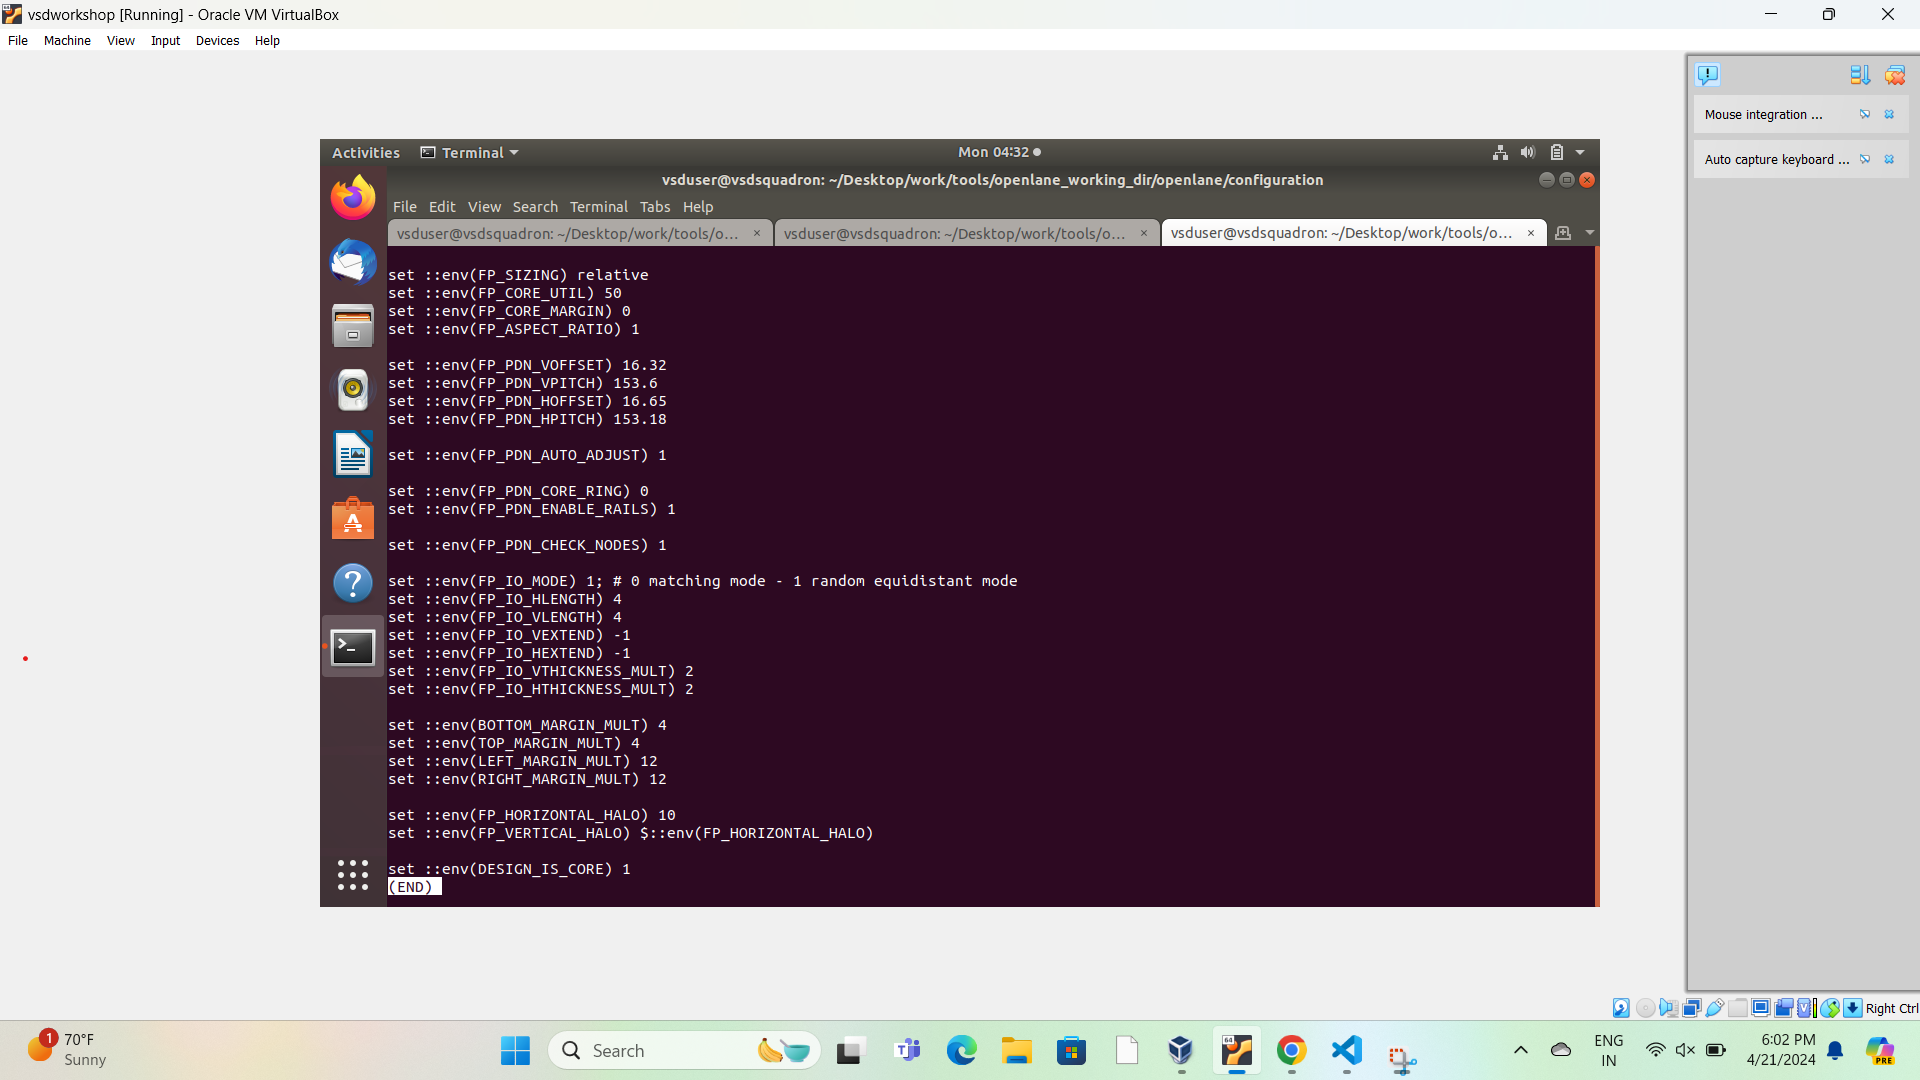 vsdworkshop [Running] - Oracle VM VirtualBox
File Machine View Input Devices Help
Mouse integration ...
Auto capture keyboard ...
Activities Terminal Mon 04:32
vsduser@vsdsquadron: ~/Desktop/work/tools/openlane_working_dir/openlane/configuration
File Edit View Search Terminal Tabs Help
vsduser@vsdsquadron: ~/Desktop/work/tools/o... × vsduser@vsdsquadron: ~/Desktop/work/tools/o... × vsduser@vsdsquadron: ~/Desktop/work/tools/o... ×
set ::env(FP_SIZING) relative
set ::env(FP_CORE_UTIL) 50
set ::env(FP_CORE_MARGIN) 0
set ::env(FP_ASPECT_RATIO) 1
set ::env(FP_PDN_VOFFSET) 16.32
set ::env(FP_PDN_VPITCH) 153.6
set ::env(FP_PDN_HOFFSET) 16.65
set ::env(FP_PDN_HPITCH) 153.18
set ::env(FP_PDN_AUTO_ADJUST) 1
set ::env(FP_PDN_CORE_RING) 0
set ::env(FP_PDN_ENABLE_RAILS) 1
set ::env(FP_PDN_CHECK_NODES) 1
set ::env(FP_IO_MODE) 1; # 0 matching mode - 1 random equidistant mode
set ::env(FP_IO_HLENGTH) 4
set ::env(FP_IO_VLENGTH) 4
set ::env(FP_IO_VEXTEND) -1
set ::env(FP_IO_HEXTEND) -1
set ::env(FP_IO_VTHICKNESS_MULT) 2
set ::env(FP_IO_HTHICKNESS_MULT) 2
set ::env(BOTTOM_MARGIN_MULT) 4
set ::env(TOP_MARGIN_MULT) 4
set ::env(LEFT_MARGIN_MULT) 12
set ::env(RIGHT_MARGIN_MULT) 12
set ::env(FP_HORIZONTAL_HALO) 10
set ::env(FP_VERTICAL_HALO) $::env(FP_HORIZONTAL_HALO)
set ::env(DESIGN_IS_CORE) 1
(END)
Right Ctrl
1
70°F
Sunny
Search
64
ENG
IN
6:02 PM
4/21/2024
PRE